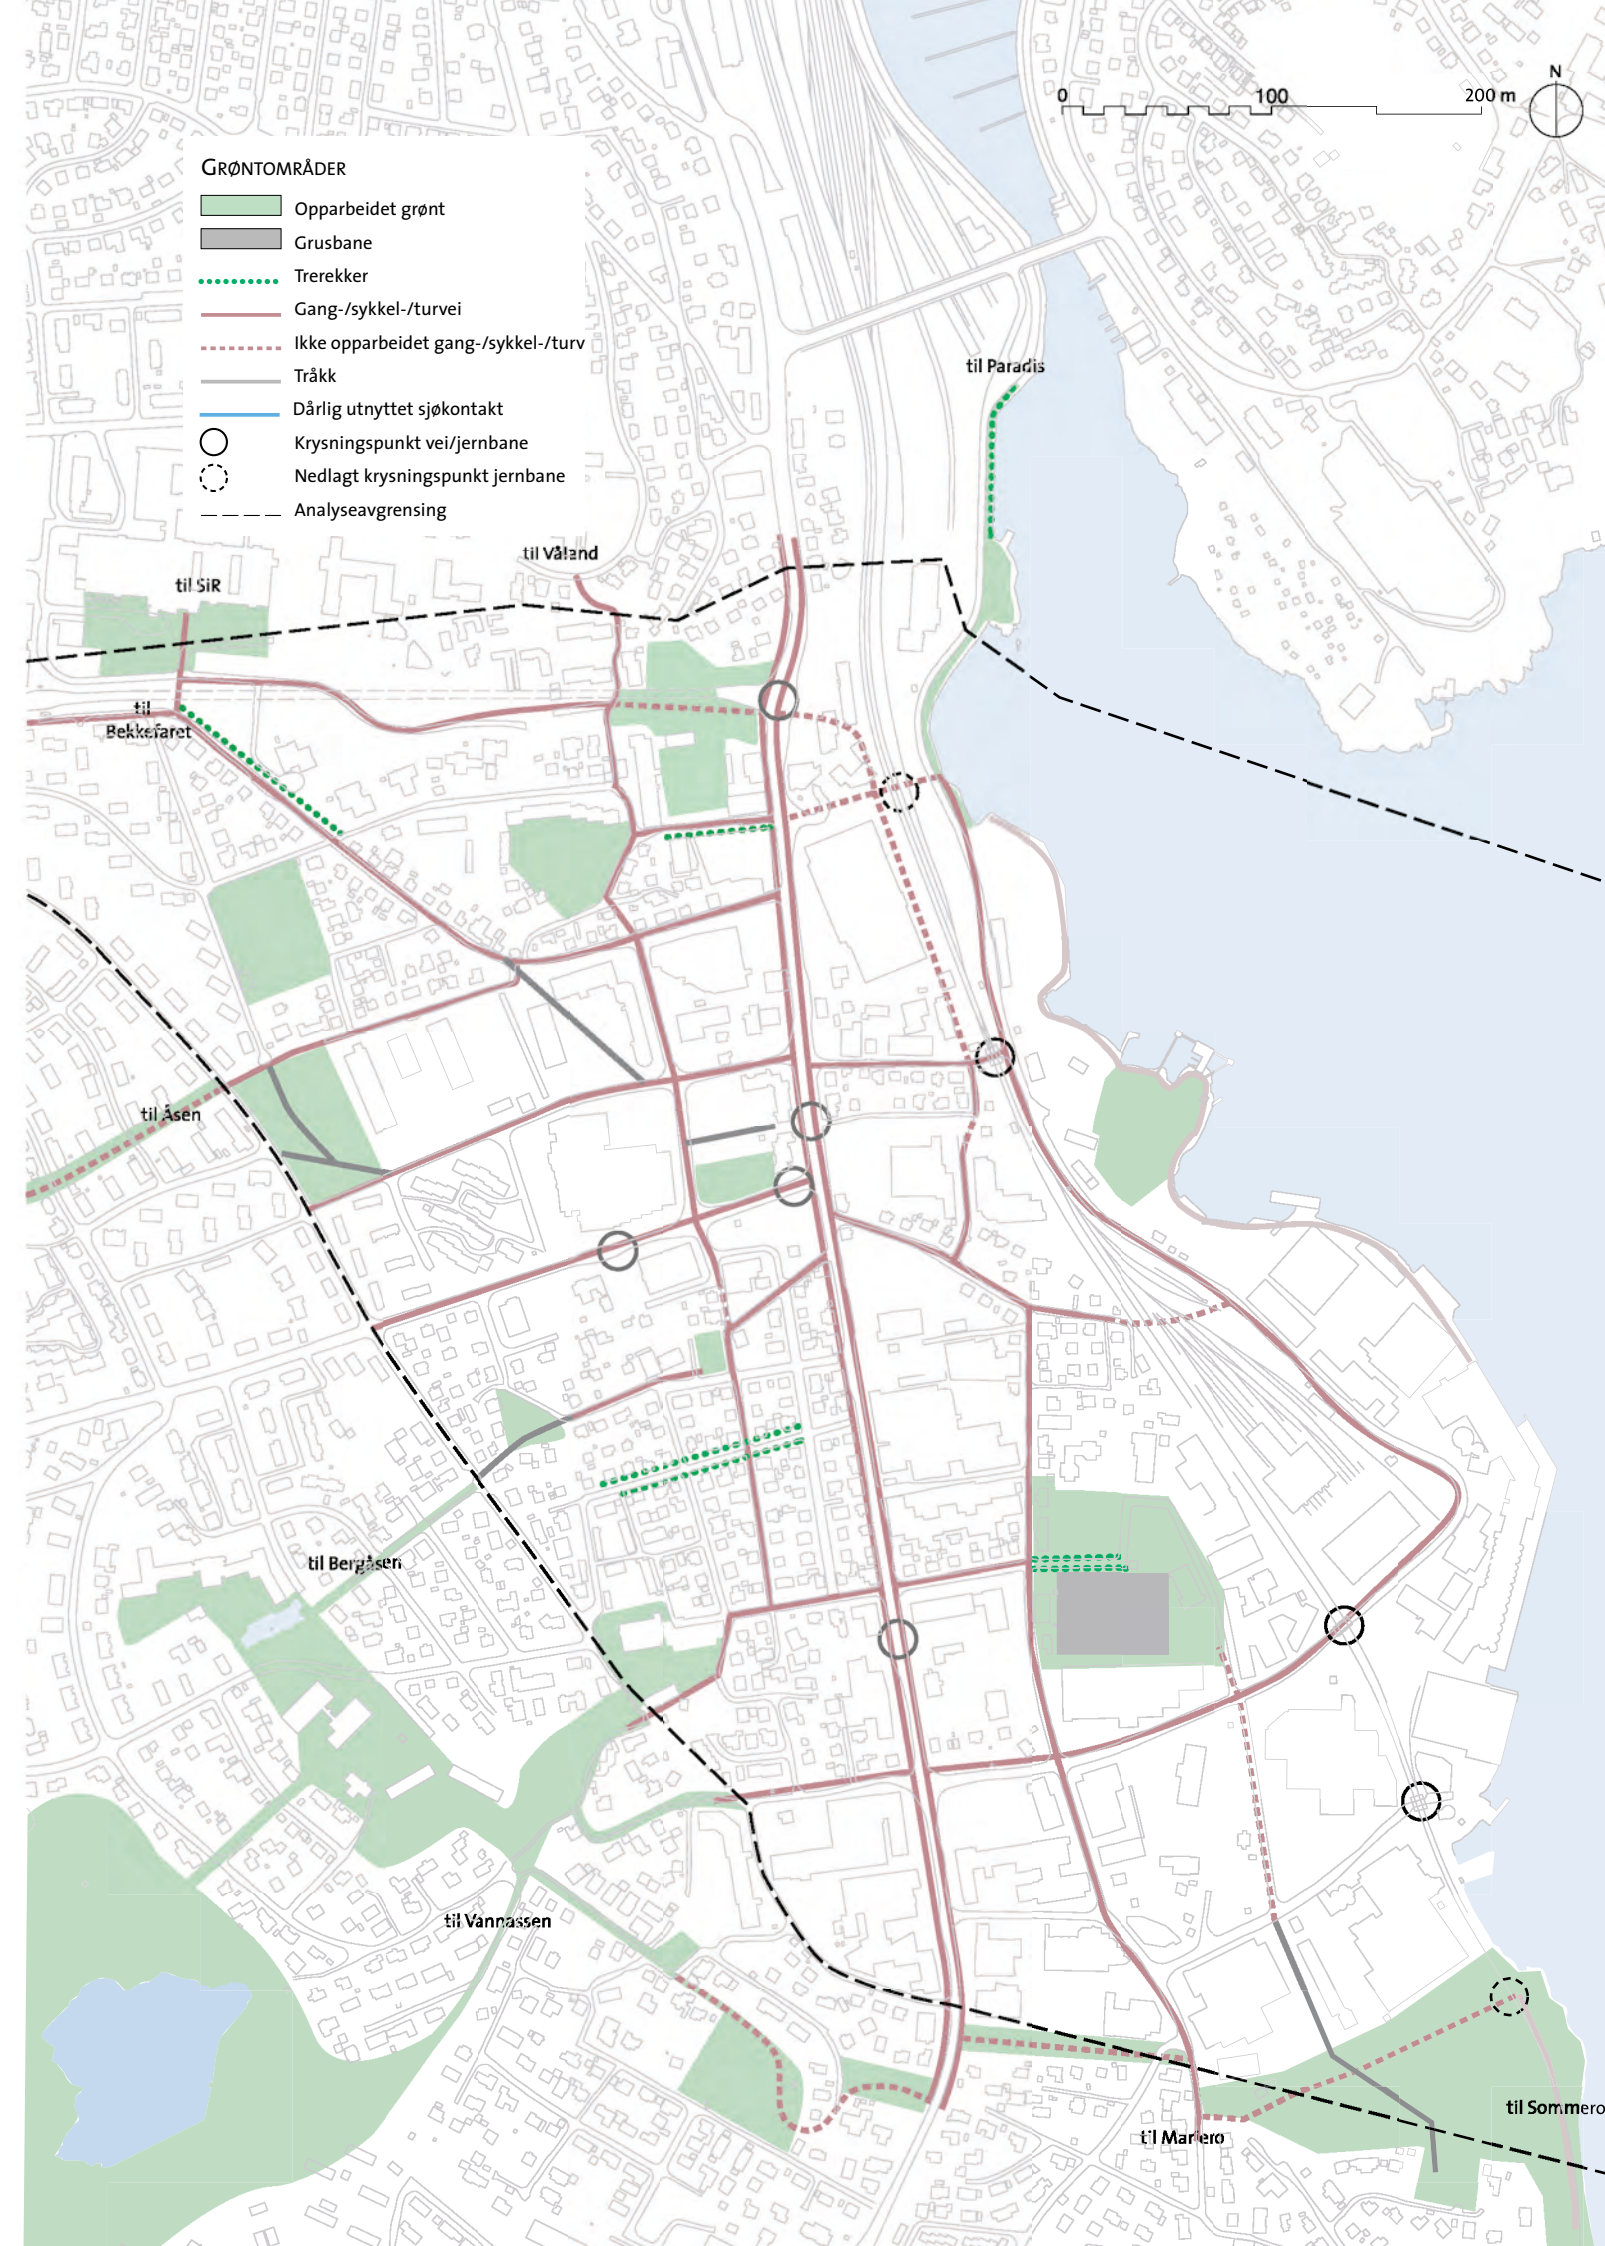 N
0 100 200 m
GRØNTOMRÅDER
Opparbeidet grønt
Grusbane
Trerekker
Gang-/sykkel-/turvei
Ikke opparbeidet gang-/sykkel-/turv
Tråkk
Dårlig utnyttet sjøkontakt
Krysningspunkt vei/jernbane
Nedlagt krysningspunkt jernbane
Analyseavgrensing
til Paradis
til Våland
til SiR
til
Bekkefaret
til Åsen
til Bergåsen
til Vannassen
til Sommero
til Mariero